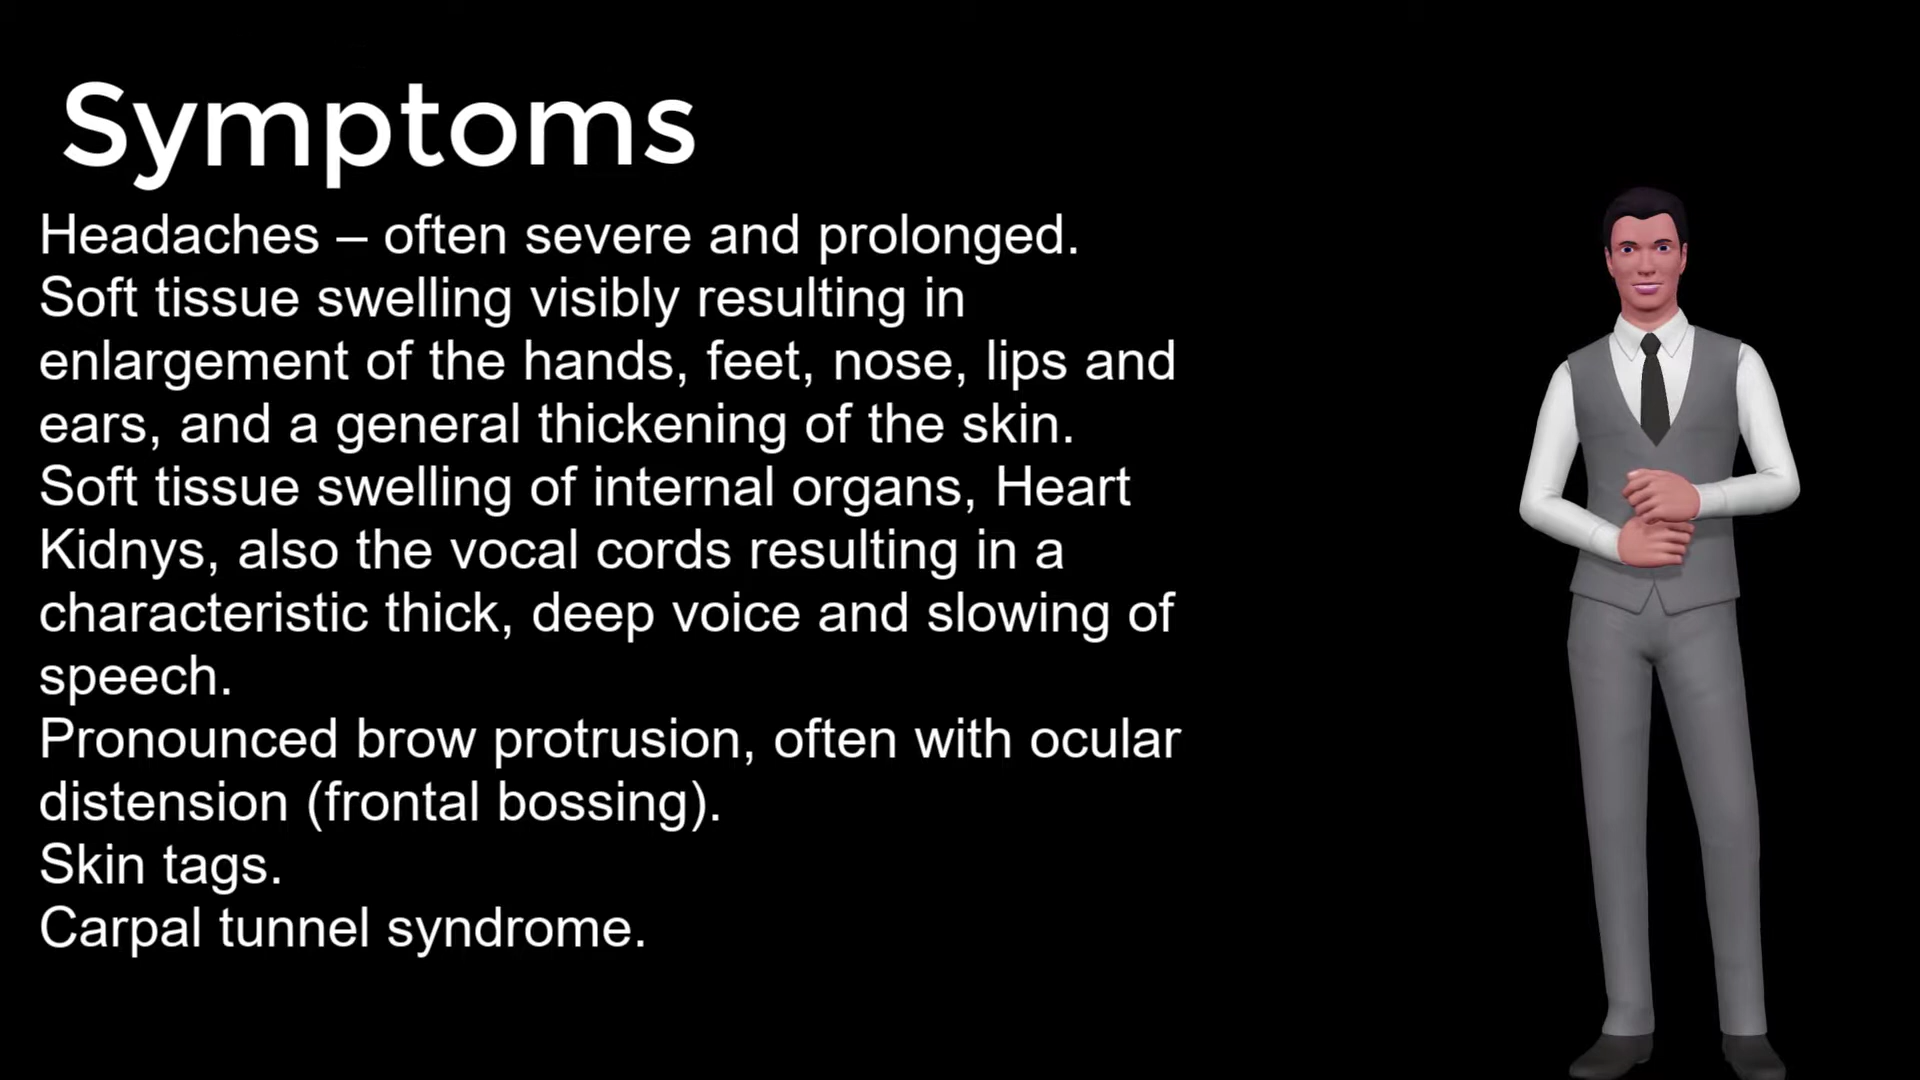 Symptoms
Headaches – often severe and prolonged.
Soft tissue swelling visibly resulting in
enlargement of the hands, feet, nose, lips and
ears, and a general thickening of the skin.
Soft tissue swelling of internal organs, Heart
Kidnys, also the vocal cords resulting in a
characteristic thick, deep voice and slowing of
speech.
Pronounced brow protrusion, often with ocular
distension (frontal bossing).
Skin tags.
Carpal tunnel syndrome.